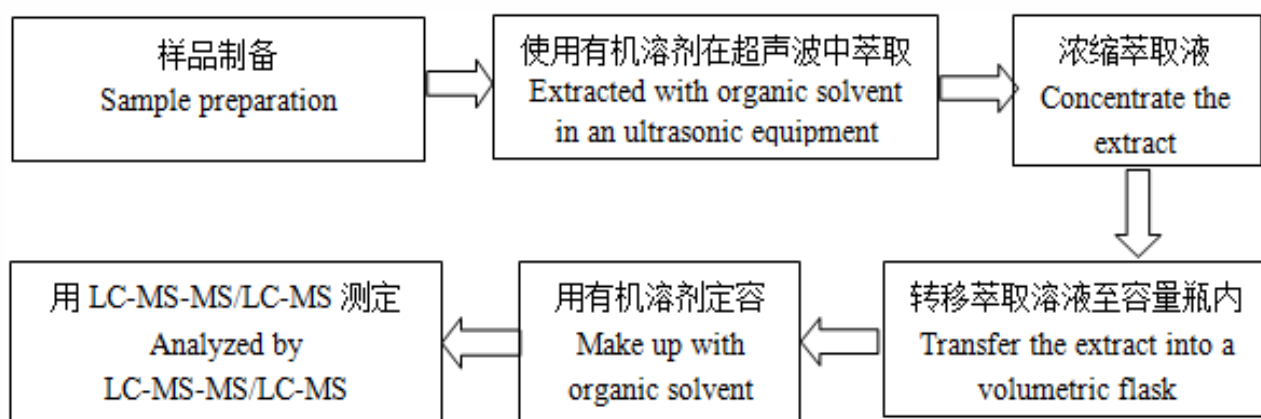 样品制备
Sample preparation
使用有机溶剂在超声波中萃取
Extracted with organic solvent
in an ultrasonic equipment
浓缩萃取液
Concentrate the
extract
转移萃取溶液至容量瓶内
Transfer the extract into a
volumetric flask
用有机溶剂定容
Make up with
organic solvent
用 LC-MS-MS/LC-MS 测定
Analyzed by
LC-MS-MS/LC-MS